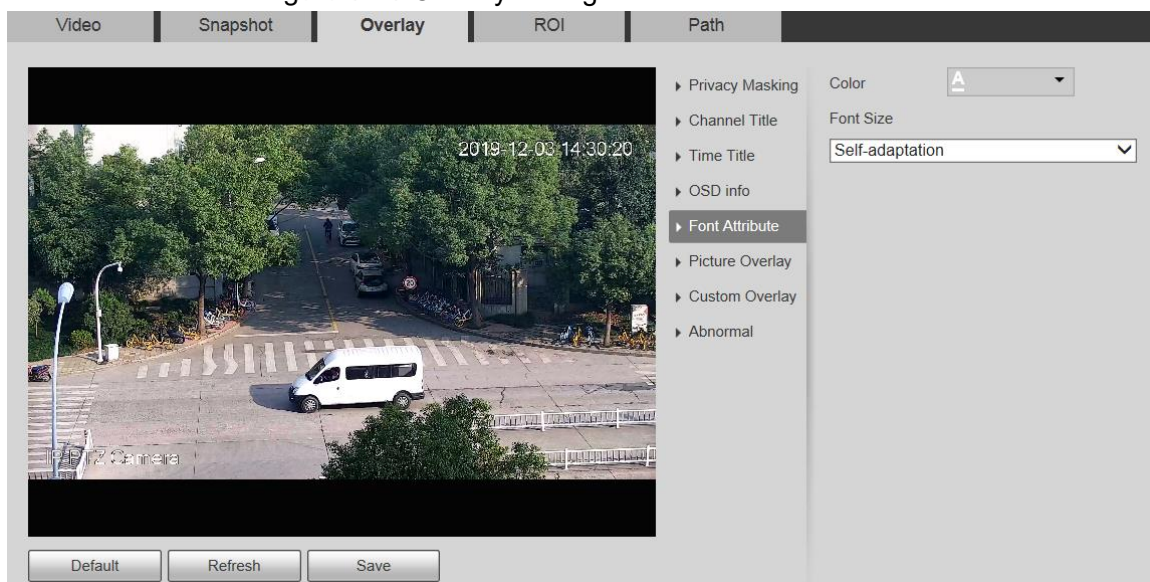 Video Snapshot Overlay ROI Path
2019-12-03 14:30:20
IP PTZ Camera
Privacy Masking
Channel Title
Time Title
OSD info
Font Attribute
Picture Overlay
Custom Overlay
Abnormal
Color A
Font Size
Self-adaptation
Default Refresh Save